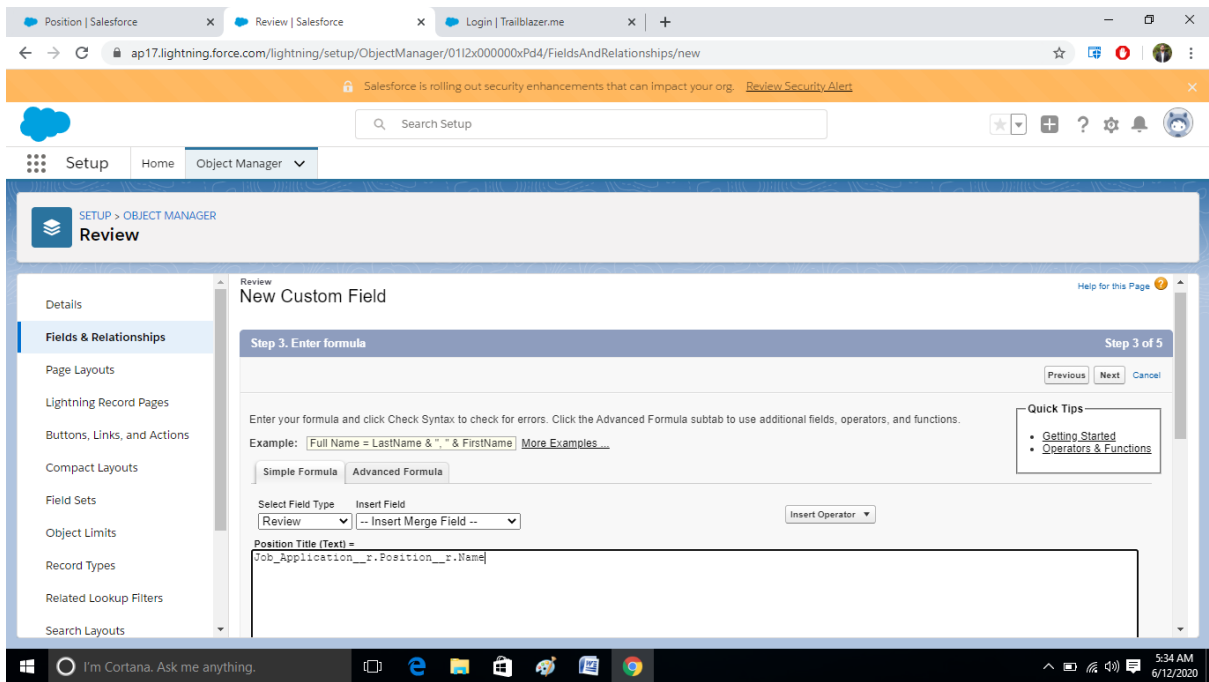 Position | Salesforce
Review | Salesforce
Login | Trailblazer.me
ap17.lightning.force.com/lightning/setup/ObjectManager/01I2x000000xPd4/FieldsAndRelationships/new
Salesforce is rolling out security enhancements that can impact your org. Review Security Alert
Search Setup
Setup
Home
Object Manager
SETUP > OBJECT MANAGER
Review
Details
Fields & Relationships
Page Layouts
Lightning Record Pages
Buttons, Links, and Actions
Compact Layouts
Field Sets
Object Limits
Record Types
Related Lookup Filters
Search Layouts
Review
New Custom Field
Help for this Page
Step 3. Enter formula
Step 3 of 5
Previous
Next
Cancel
Enter your formula and click Check Syntax to check for errors. Click the Advanced Formula subtab to use additional fields, operators, and functions.
Example: Full Name = LastName & ", " & FirstName More Examples ...
Quick Tips
Getting Started
Operators & Functions
Simple Formula
Advanced Formula
Select Field Type
Insert Field
Review
-- Insert Merge Field --
Insert Operator
Position Title (Text) =
Job_Application__r.Position__r.Name
I'm Cortana. Ask me anything.
5:34 AM
6/12/2020